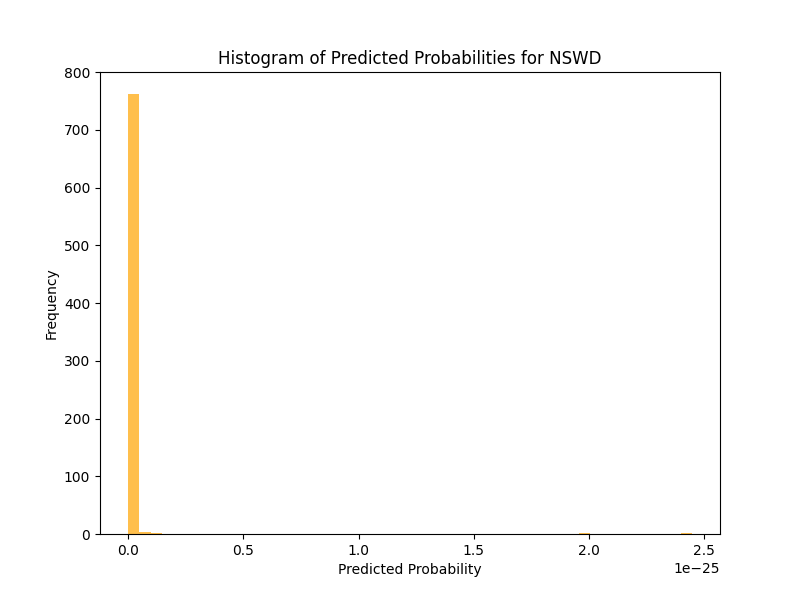 Histogram of Predicted Probabilities for NSWD
800
700
600
500
400
300
200
100
0
Frequency
0.0 0.5 1.0 1.5 2.0 2.5
1e−25
Predicted Probability